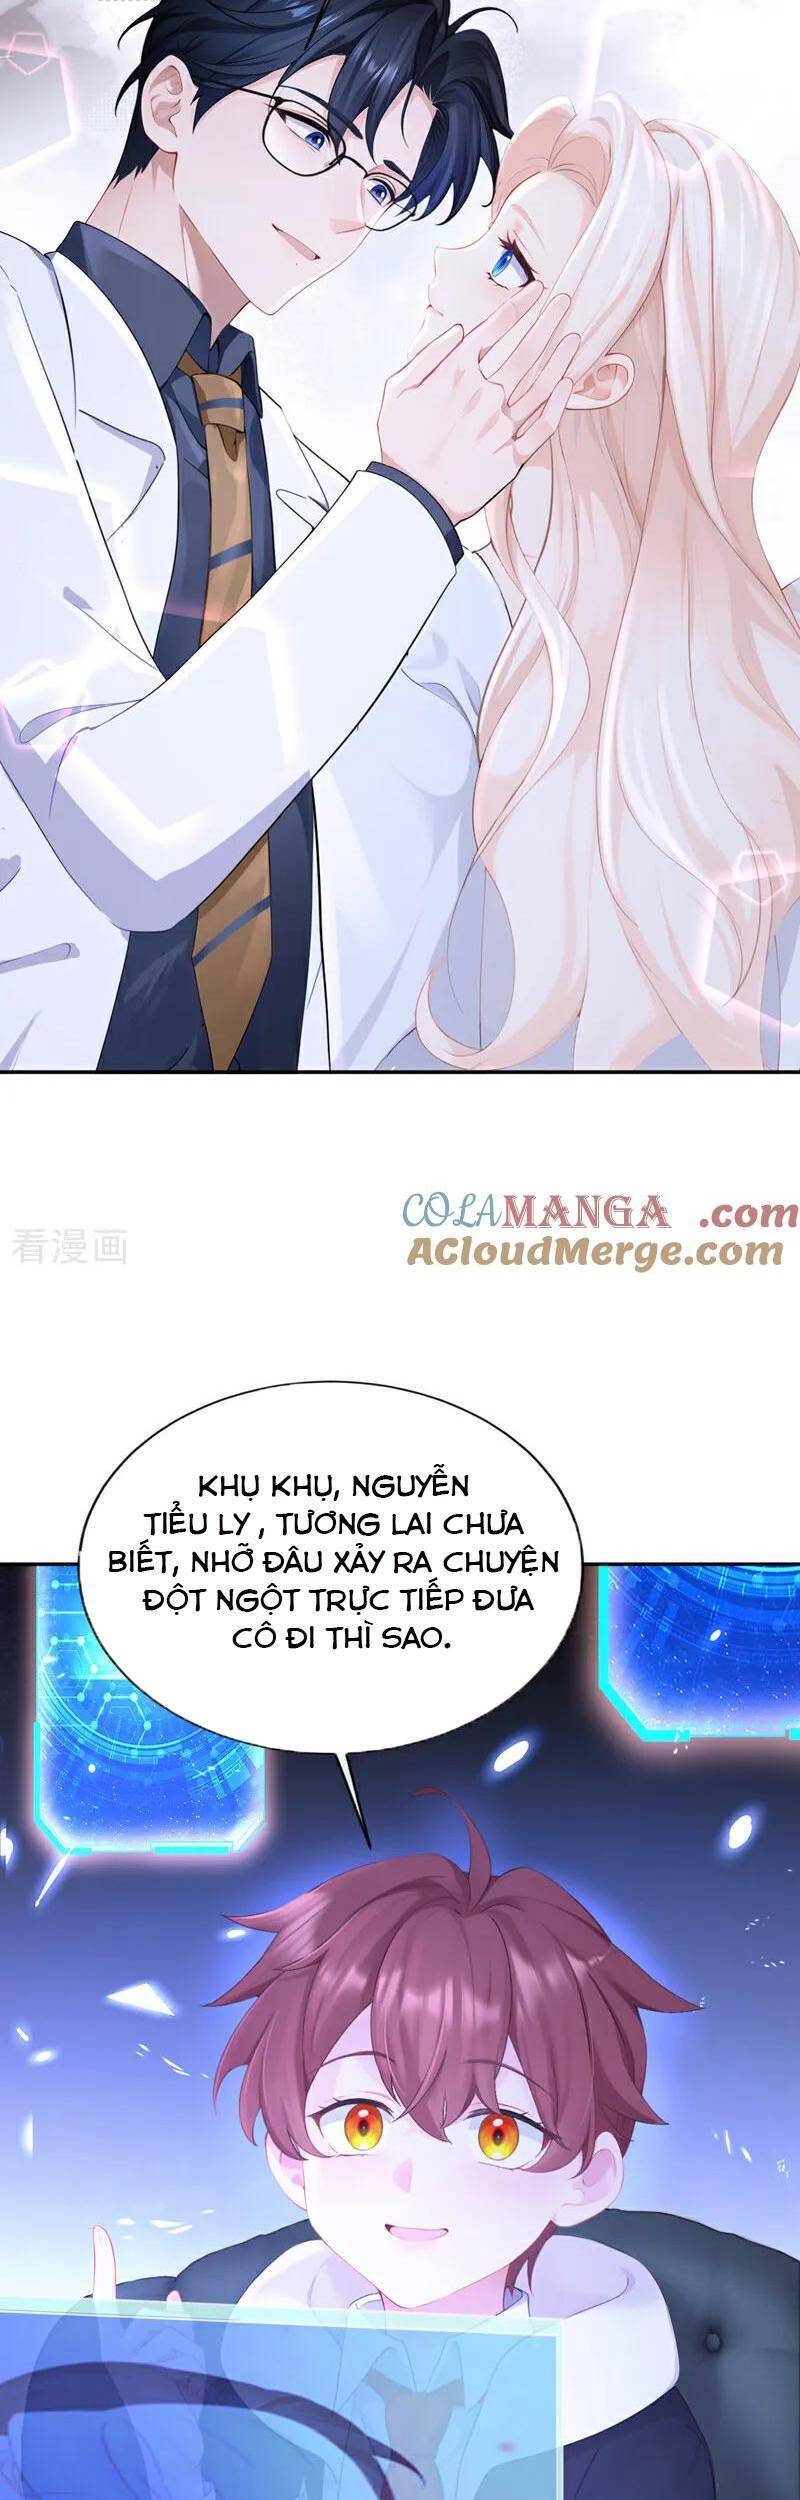 COLAMANGA .com
AcloudMerge.com
看漫画
KHỤ KHỤ, NGUYỄN
TIỂU LY , TƯƠNG LAI CHƯA
BIẾT, NHỠ ĐÂU XẢY RA CHUYỆN
ĐỘT NGỘT TRỰC TIẾP ĐƯA
CÔ ĐI THÌ SAO.